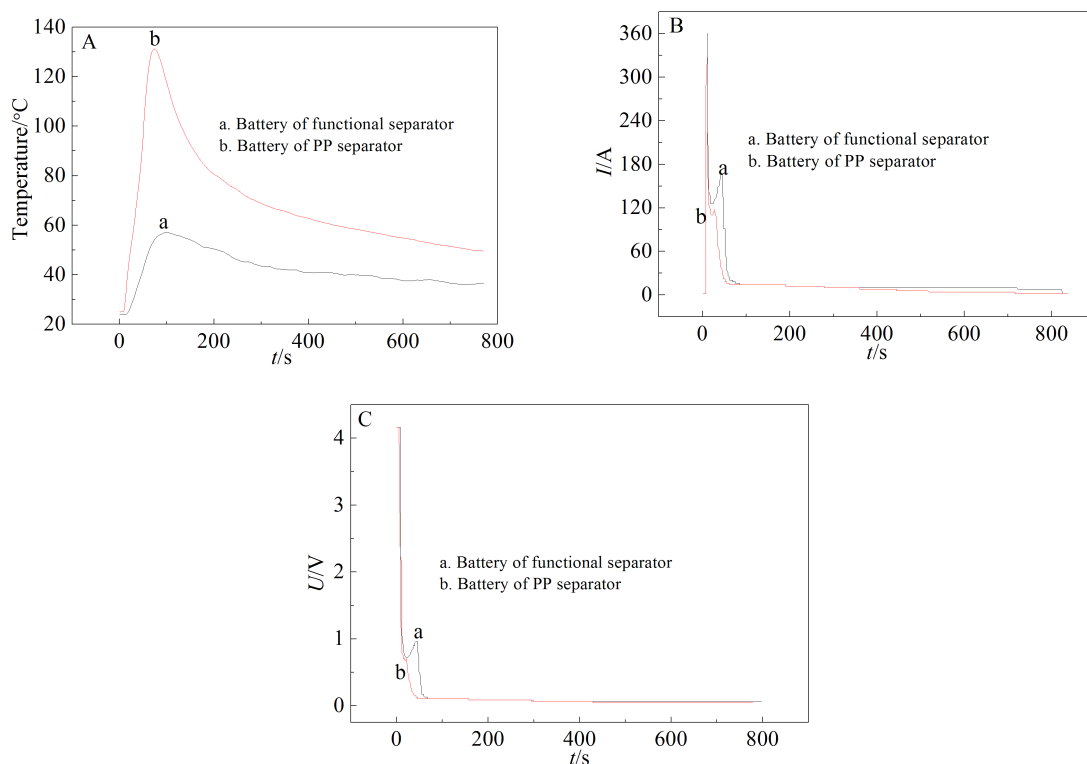 A
b
a
a. Battery of functional separator
b. Battery of PP separator
Temperature/°C
140
120
100
80
60
40
20
0
200
400
600
800
t/s
B
a
b
a. Battery of functional separator
b. Battery of PP separator
I/A
360
300
240
180
120
60
0
0
200
400
600
800
t/s
C
a
b
a. Battery of functional separator
b. Battery of PP separator
U/V
4
3
2
1
0
0
200
400
600
800
t/s